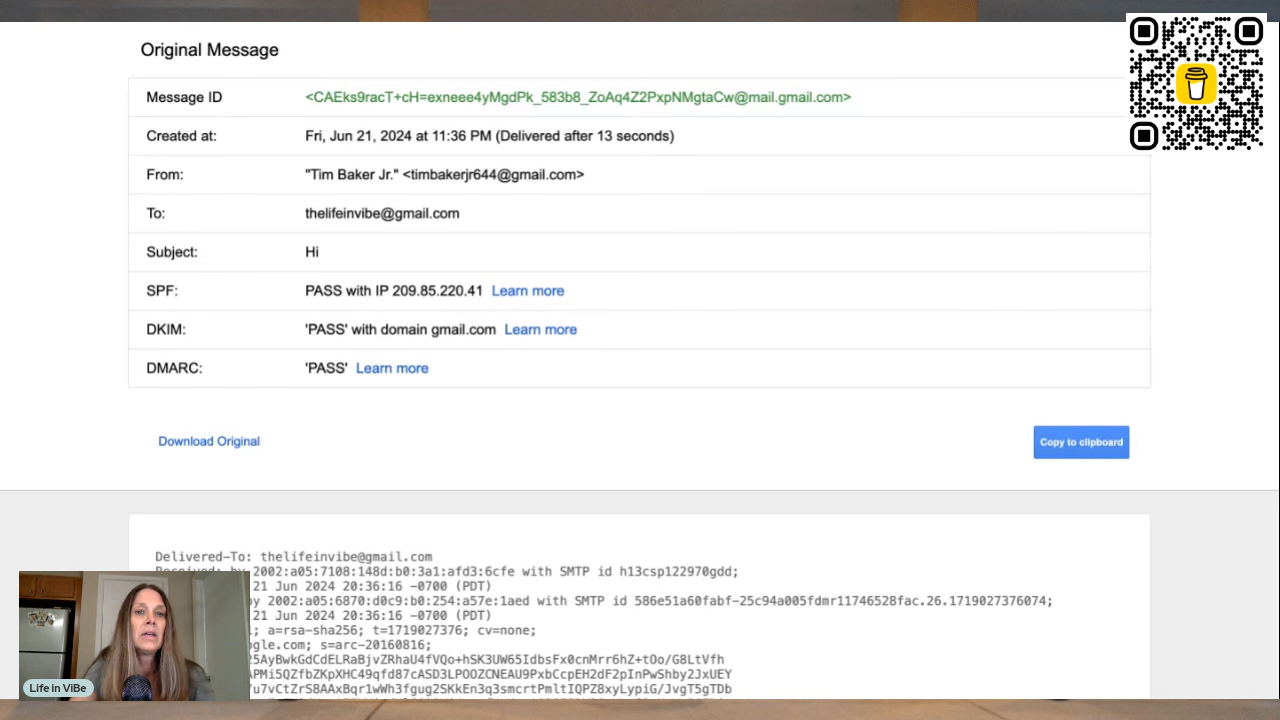 Original Message
Message ID <CAEks9racT+cH=exneee4yMgdPk_583b8_ZoAq4Z2PxpNMgtaCw@mail.gmail.com>
Created at: Fri, Jun 21, 2024 at 11:36 PM (Delivered after 13 seconds)
From: "Tim Baker Jr." <timbakerjr644@gmail.com>
To: thelifeinvibe@gmail.com
Subject: Hi
SPF: PASS with IP 209.85.220.41 Learn more
DKIM: 'PASS' with domain gmail.com Learn more
DMARC: 'PASS' Learn more
Download Original
Copy to clipboard
Delivered-To: thelifeinvibe@gmail.com
Received: by 2002:a05:7108:148d:b0:3a1:afd3:6cfe with SMTP id h13csp122970gdd;
21 Jun 2024 20:36:16 -0700 (PDT)
by 2002:a05:6870:d0c9:b0:254:a57e:1aed with SMTP id 586e51a60fabf-25c94a005fdmr11746528fac.26.1719027376074;
21 Jun 2024 20:36:16 -0700 (PDT)
; a=rsa-sha256; t=1719027376; cv=none;
gle.com; s=arc-20160816;
25AyBwkGdCdELRaBjvZRhaU4fVQo+hSK3UW65IdbsFx0cnMrr6hZ+tOo/G8LtVfh
APMi5QZfbZKpXHC49qfd87cASD3LPOOZCNEAU9PxbCcpEH2dF2pInPwShby2JxUEY
u7vCtZrS8AAx8qr1wWh3fgug2SKkEn3q3smcrtPmltIQPZ8xyLypiG/JvgT5gTDb
Life in ViBe